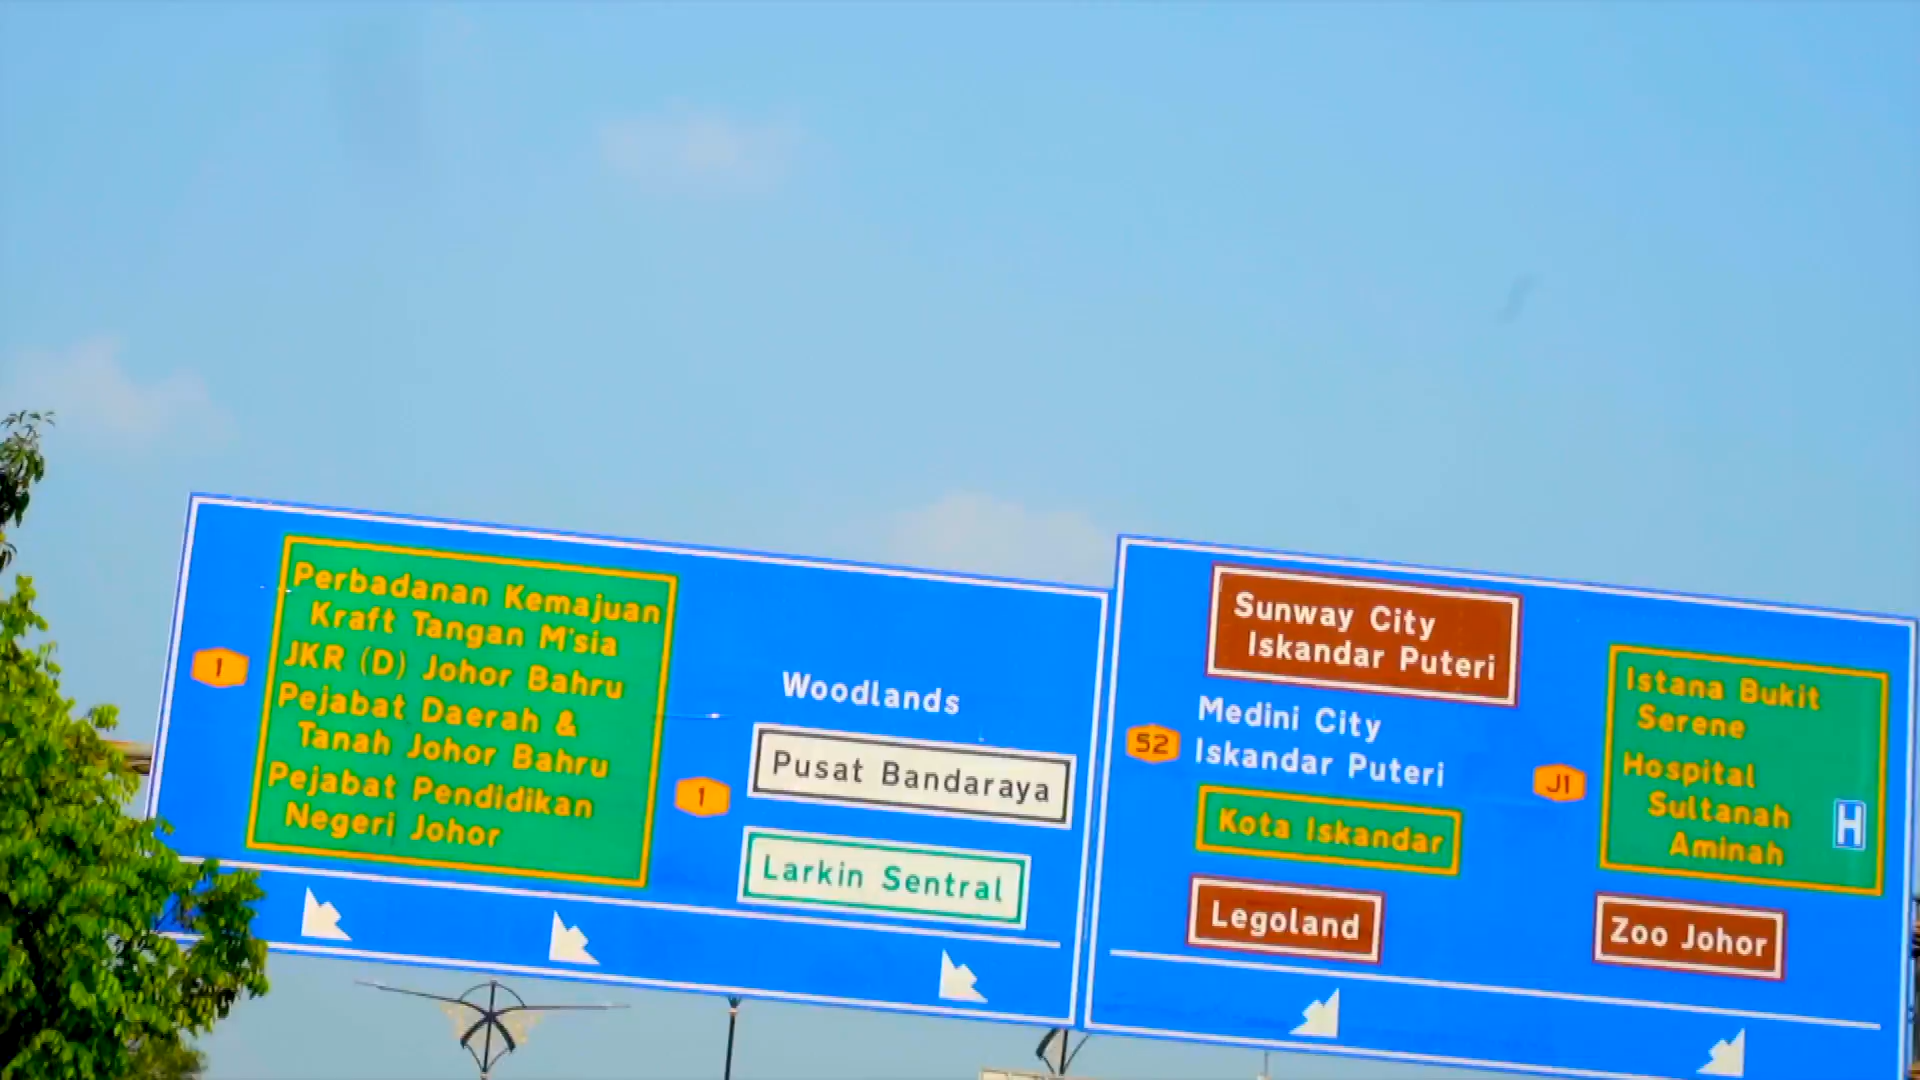 1
Perbadanan Kemajuan
Kraft Tangan M'sia
JKR (D) Johor Bahru
Pejabat Daerah &
Tanah Johor Bahru
Pejabat Pendidikan
Negeri Johor
1
Woodlands
Pusat Bandaraya
Larkin Sentral
52
Sunway City
Iskandar Puteri
Medini City
Iskandar Puteri
Kota Iskandar
Legoland
J1
Istana Bukit
Serene
Hospital
Sultanah
Aminah
H
Zoo Johor